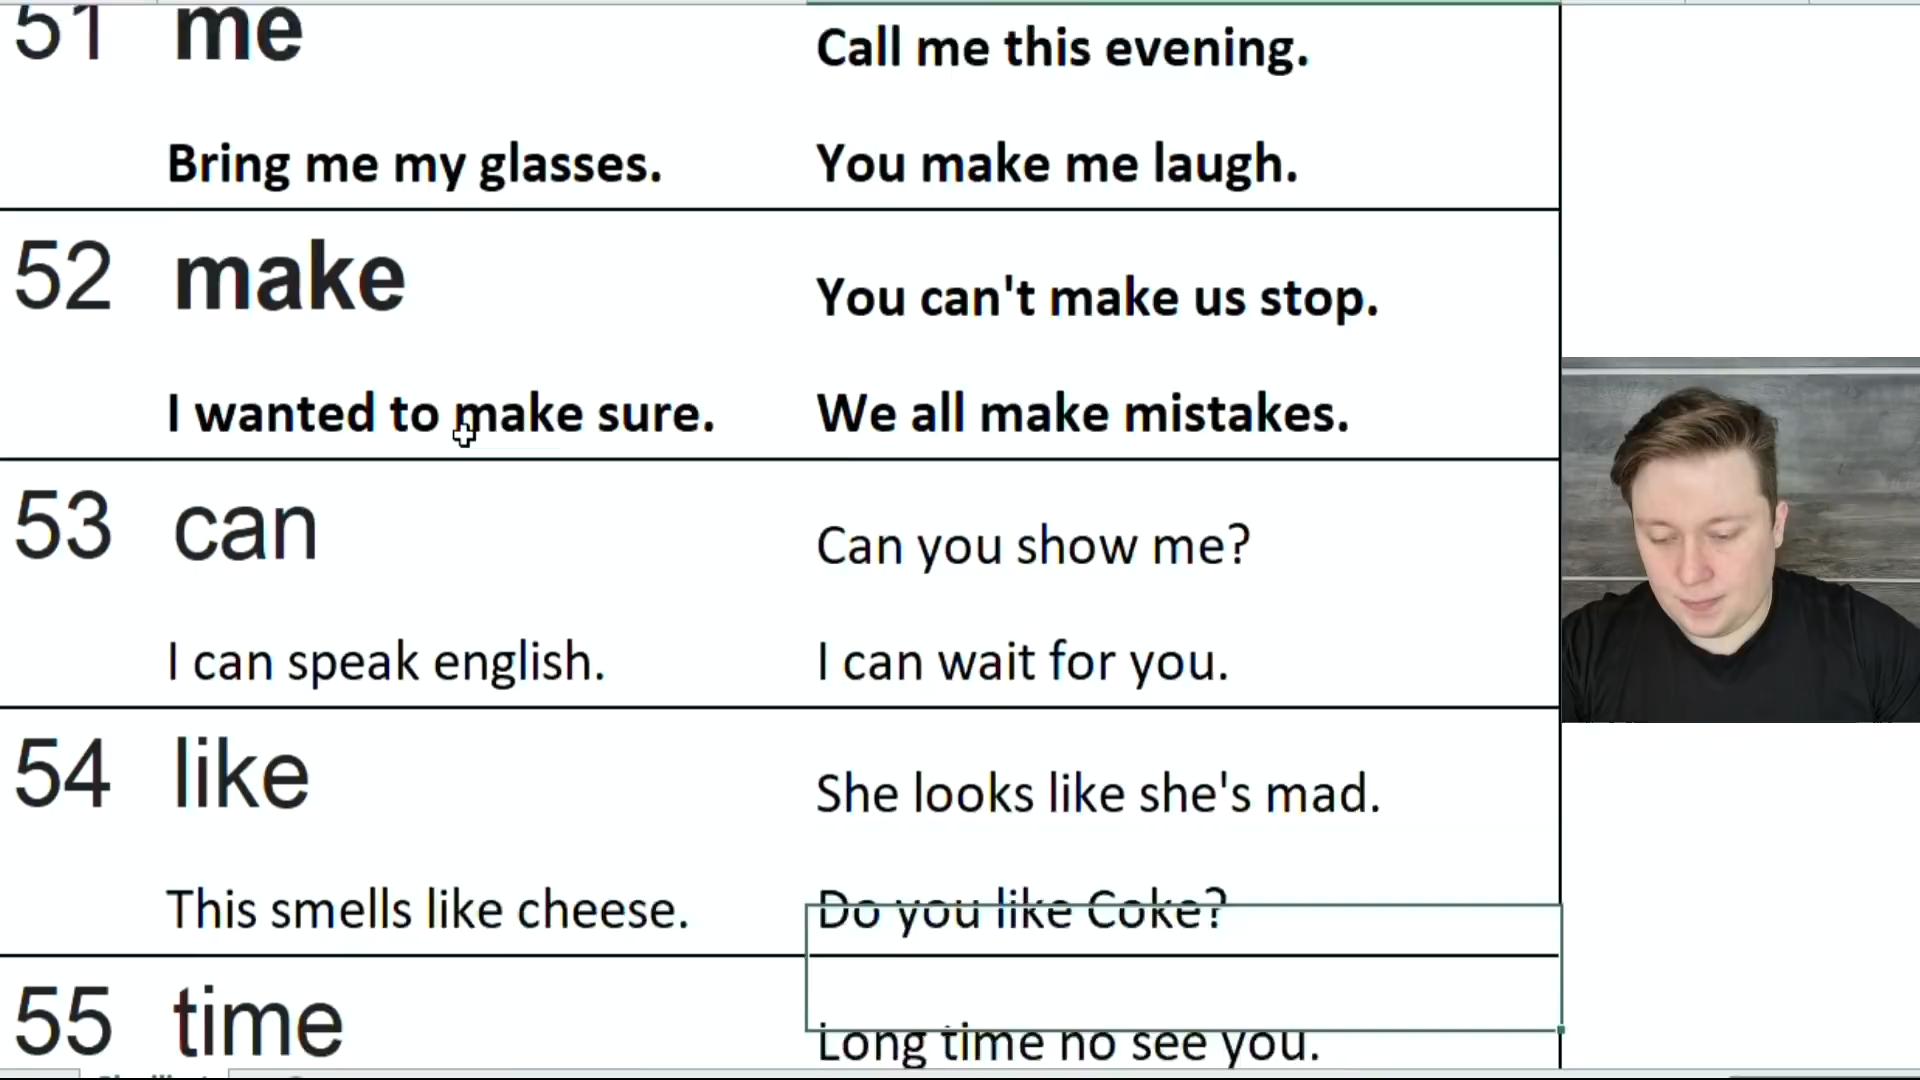 51 me
Call me this evening.
Bring me my glasses.
You make me laugh.
52 make
You can't make us stop.
I wanted to make sure.
We all make mistakes.
53 can
Can you show me?
I can speak english.
I can wait for you.
54 like
She looks like she's mad.
This smells like cheese.
Do you like Coke?
55 time
Long time no see you.